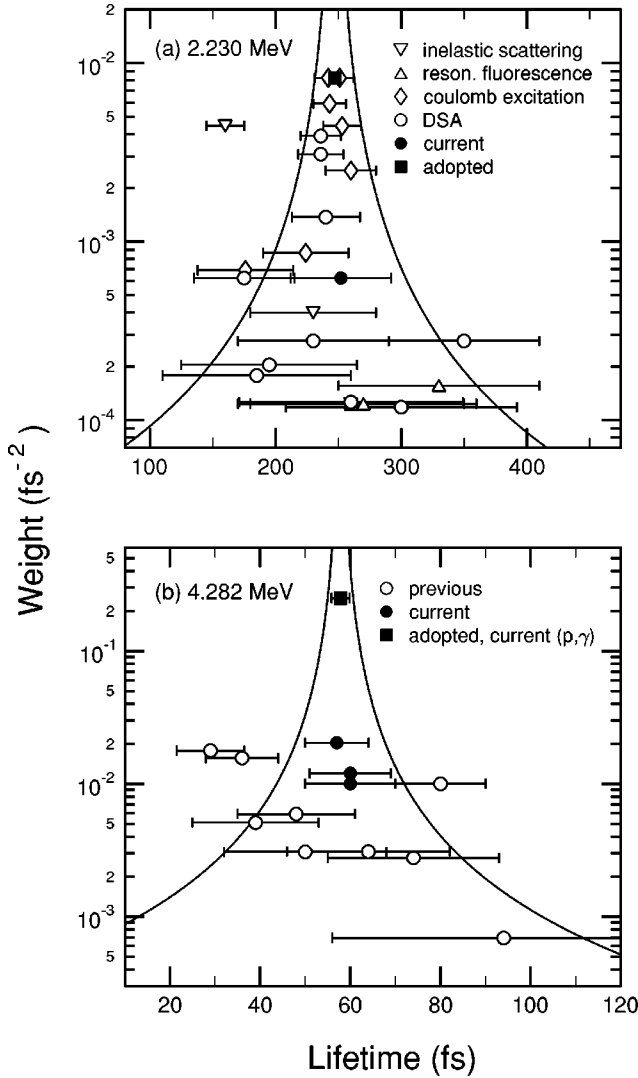 2
(a) 2.230 MeV
inelastic scattering
reson. fluorescence
coulomb excitation
DSA
current
adopted
10⁻²
5
2
10⁻³
5
2
10⁻⁴
100 200 300 400
Weight (fs⁻²)
5
(b) 4.282 MeV
previous
current
adopted, current (p,γ)
2
10⁻¹
5
2
10⁻²
5
2
10⁻³
5
20 40 60 80 100 120
Lifetime (fs)